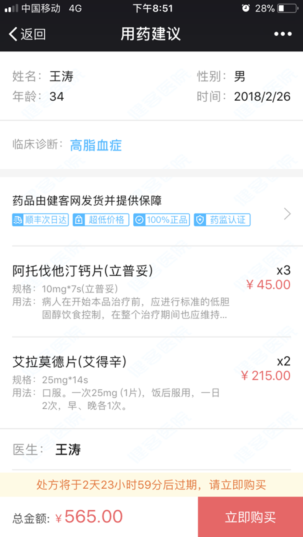 中国移动 4G 下午8:51 28%
返回 用药建议
姓名：王涛 性别：男
年龄：34 时间：2018/2/26
临床诊断：高脂血症
药品由健客网发货并提供保障
顺丰次日达 超低价格 100%正品 药监认证
阿托伐他汀钙片(立普妥) x3
规格：10mg*7s(立普妥) ¥45.00
用法：病人在开始本品治疗前，应进行标准的低胆
固醇饮食控制，在整个治疗期间也应维持...
艾拉莫德片(艾得辛) x2
规格：25mg*14s ¥215.00
用法：口服。一次25mg (1片)，饭后服用，一日
2次，早、晚各1次。
医生：王涛
处方将于2天23小时59分后过期，请立即购买
总金额：¥565.00 立即购买